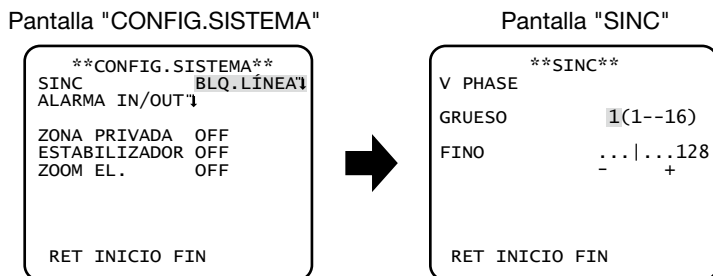 Pantalla "CONFIG.SISTEMA"
**CONFIG.SISTEMA**
SINC BLQ.LÍNEA
ALARMA IN/OUT
ZONA PRIVADA OFF
ESTABILIZADOR OFF
ZOOM EL. OFF
RET INICIO FIN
Pantalla "SINC"
**SINC**
V PHASE
GRUESO 1(1--16)
FINO ...|...128
- +
RET INICIO FIN